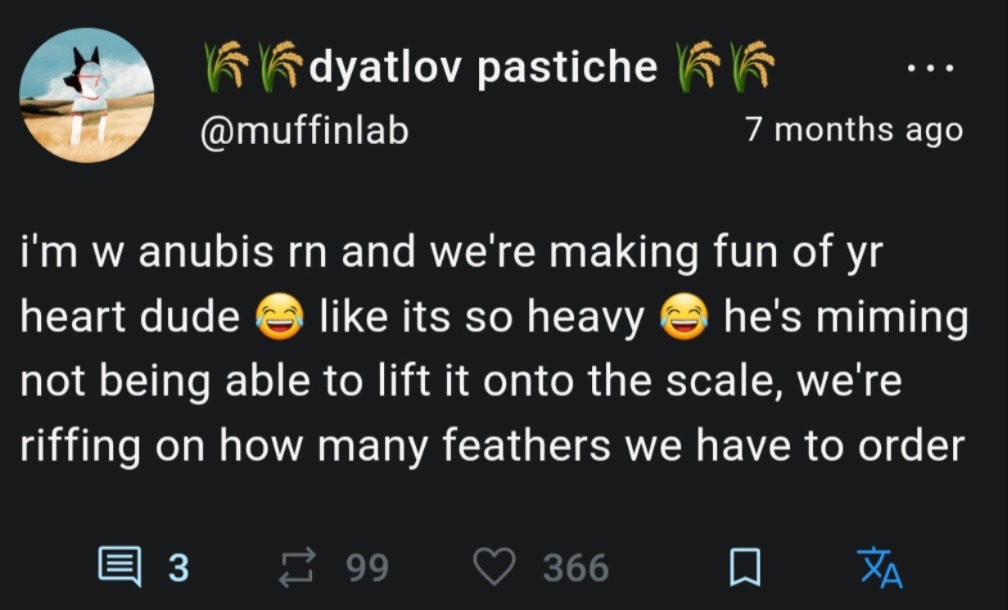 🌾🌾dyatlov pastiche 🌾🌾
@muffinlab
7 months ago
i'm w anubis rn and we're making fun of yr
heart dude 😂 like its so heavy 😂 he's miming
not being able to lift it onto the scale, we're
riffing on how many feathers we have to order
3 99 366